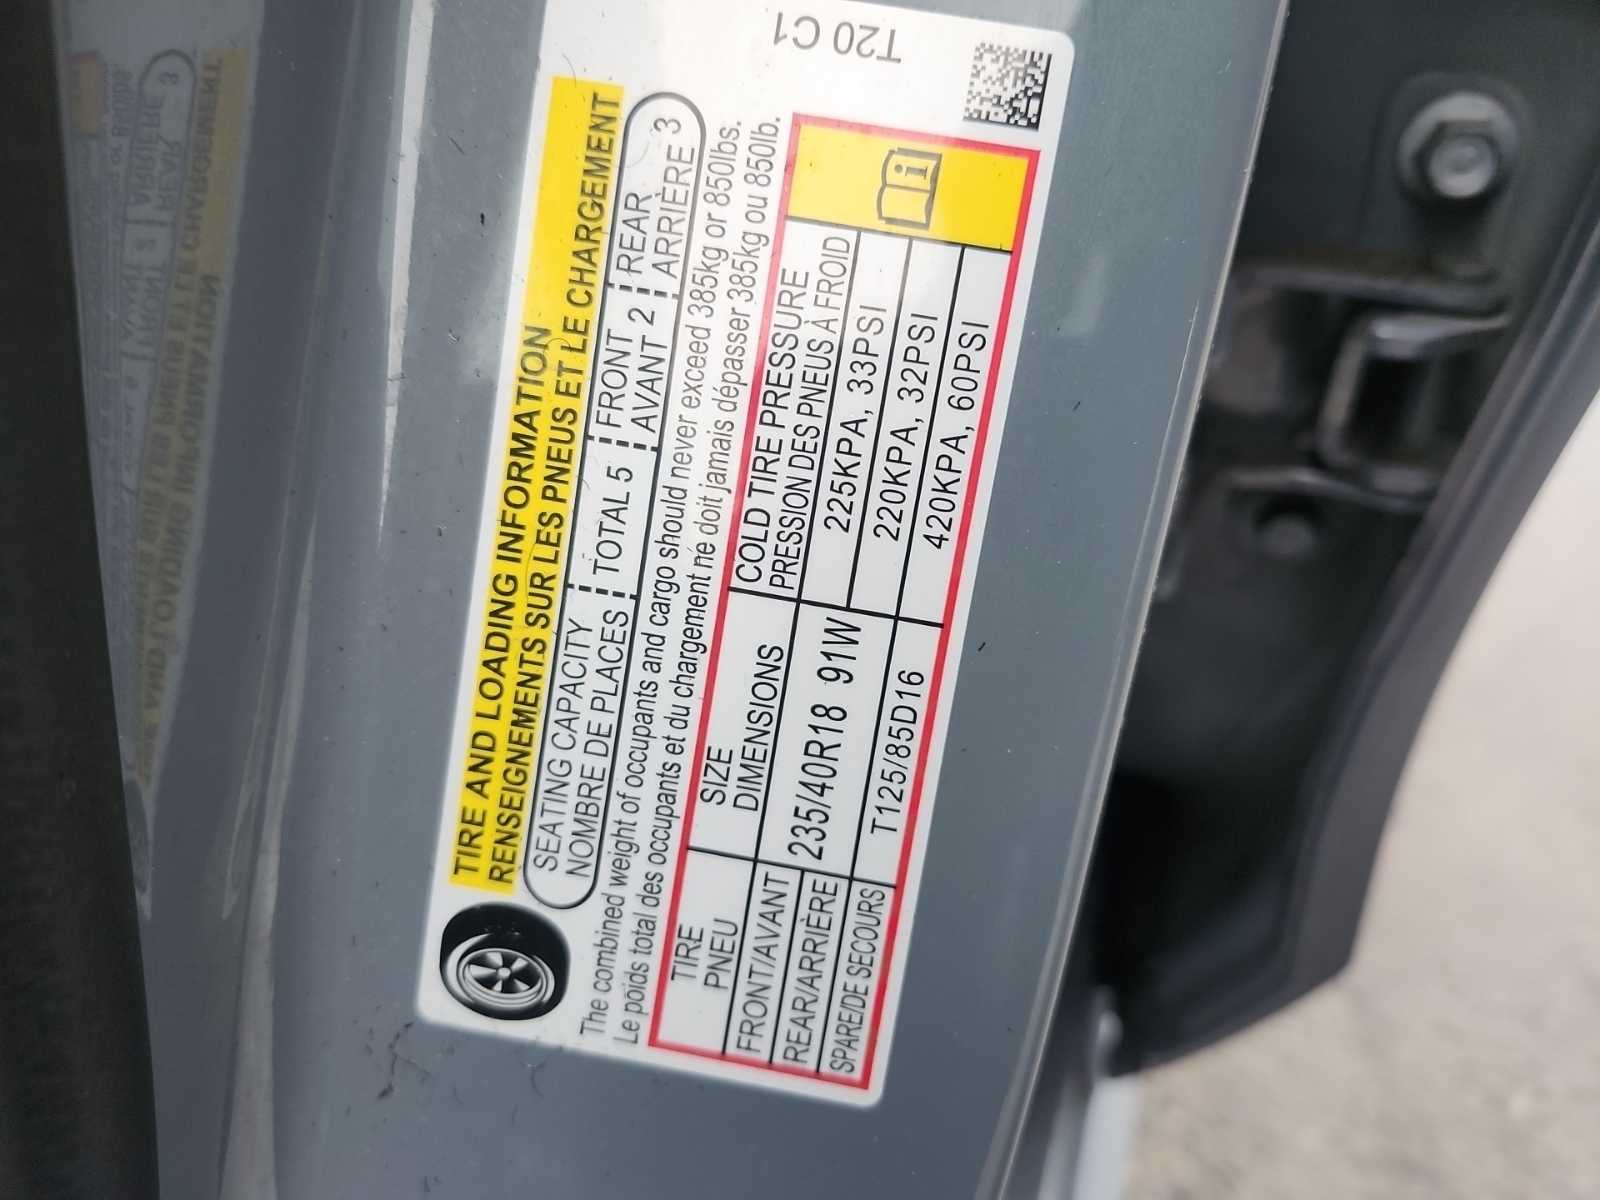 TIRE AND LOADING INFORMATION
RENSEIGNEMENTS SUR LES PNEUS ET LE CHARGEMENT
SEATING CAPACITY
NOMBRE DE PLACES
TOTAL 5
FRONT
AVANT 2
REAR
ARRIÈRE 3
The combined weight of occupants and cargo should never exceed 385kg or 850lbs.
Le poids total des occupants et du chargement ne doit jamais dépasser 385kg ou 850lb.
TIRE
PNEU
SIZE
DIMENSIONS
COLD TIRE PRESSURE
PRESSION DES PNEUS À FROID
FRONT/AVANT
235/40R18 91W
225KPA, 33PSI
REAR/ARRIÈRE
220KPA, 32PSI
SPARE/DE SECOURS
T125/85D16
420KPA, 60PSI
T20 C1